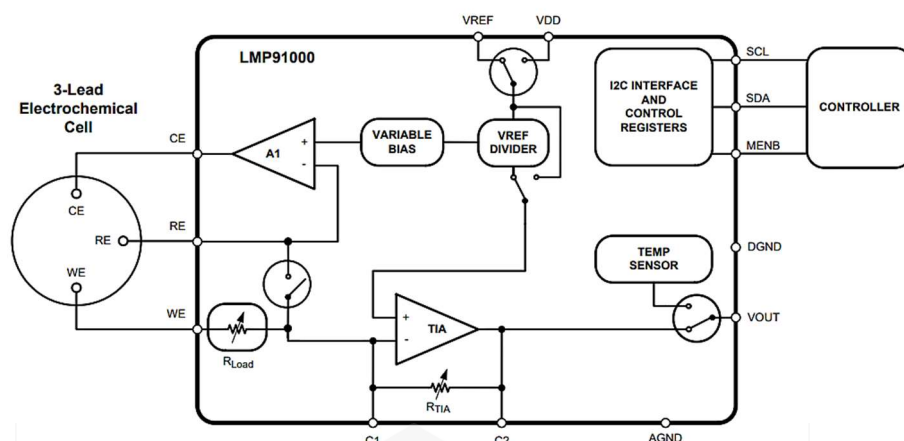 VREF
VDD
LMP91000
SCL
3-Lead
Electrochemical
Cell
I2C INTERFACE
AND
CONTROL
REGISTERS
SDA
CONTROLLER
CE
A1
+
-
VARIABLE
BIAS
VREF
DIVIDER
MENB
CE
RE
RE
WE
DGND
TEMP
SENSOR
WE
+
-
TIA
VOUT
RLoad
RTIA
C1
C2
AGND